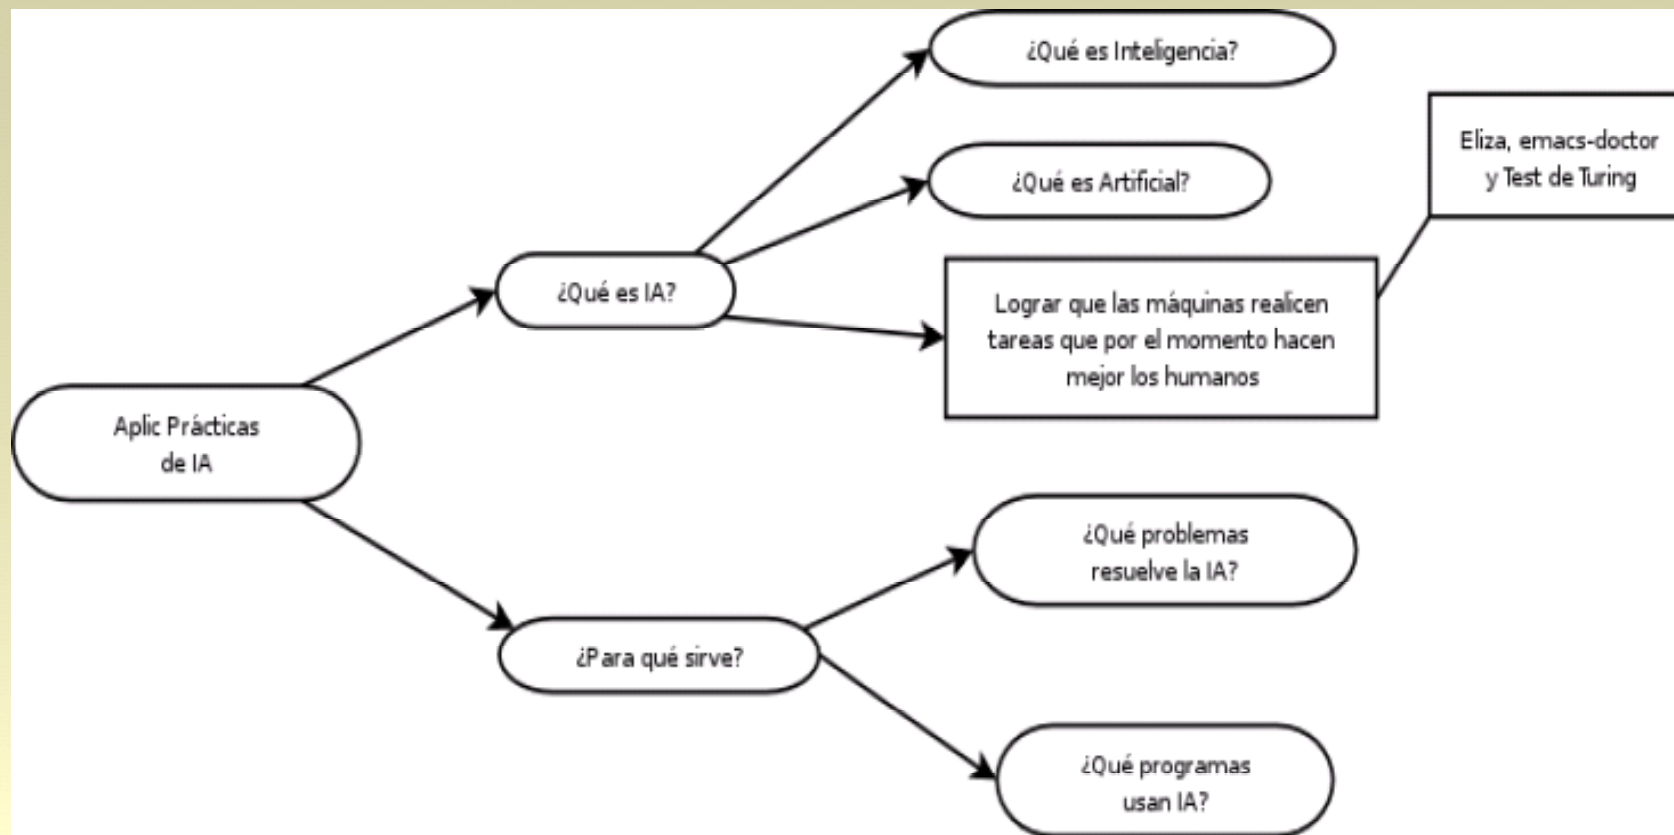 ¿Qué es Inteligencia?
Eliza, emacs-doctor
y Test de Turing
¿Qué es Artificial?
¿Qué es IA?
Lograr que las máquinas realicen
tareas que por el momento hacen
mejor los humanos
Aplic Prácticas
de IA
¿Qué problemas
resuelve la IA?
¿Para qué sirve?
¿Qué programas
usan IA?